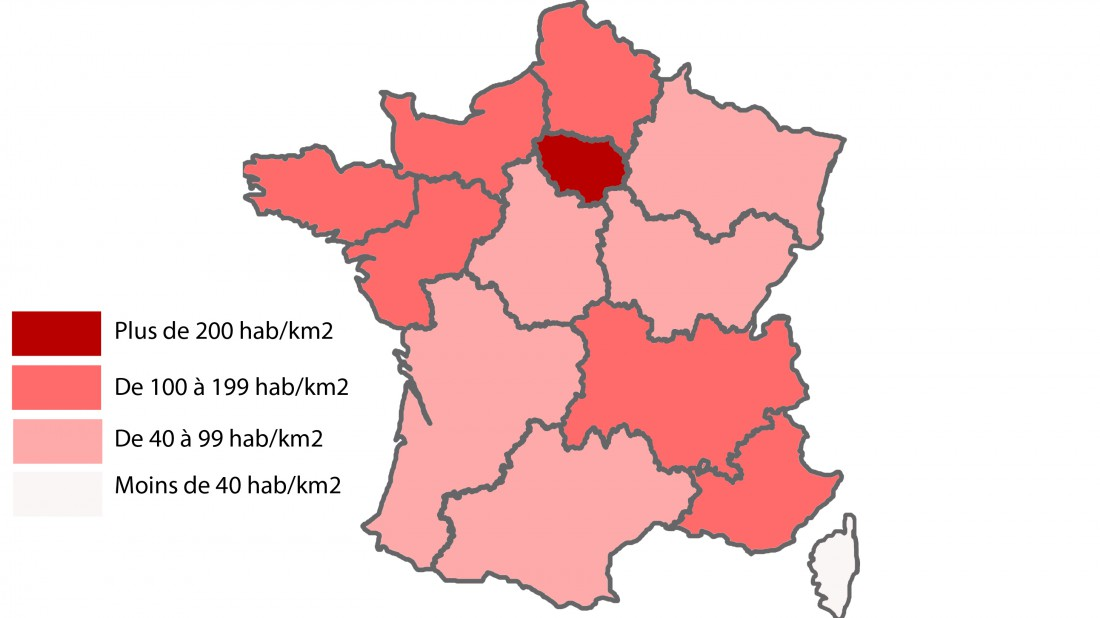 Plus de 200 hab/km2
De 100 à 199 hab/km2
De 40 à 99 hab/km2
Moins de 40 hab/km2